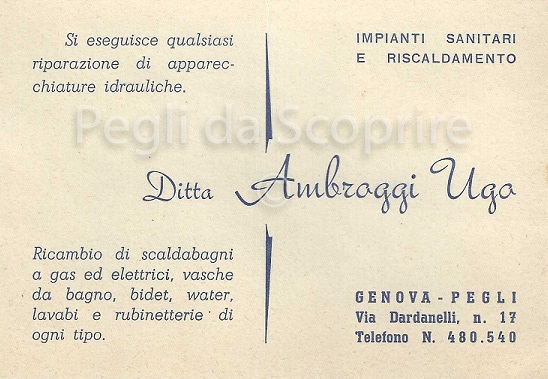 Si eseguisce qualsiasi
riparazione di apparec-
chiature idrauliche.
IMPIANTI SANITARI
E RISCALDAMENTO
Pegli da Scoprire
Ditta Ambroggi Ugo
Ricambio di scaldabagni
a gas ed elettrici, vasche
da bagno, bidet, water,
lavabi e rubinetterie di
ogni tipo.
GENOVA - PEGLI
Via Dardanelli, n. 17
Telefono N. 480.540